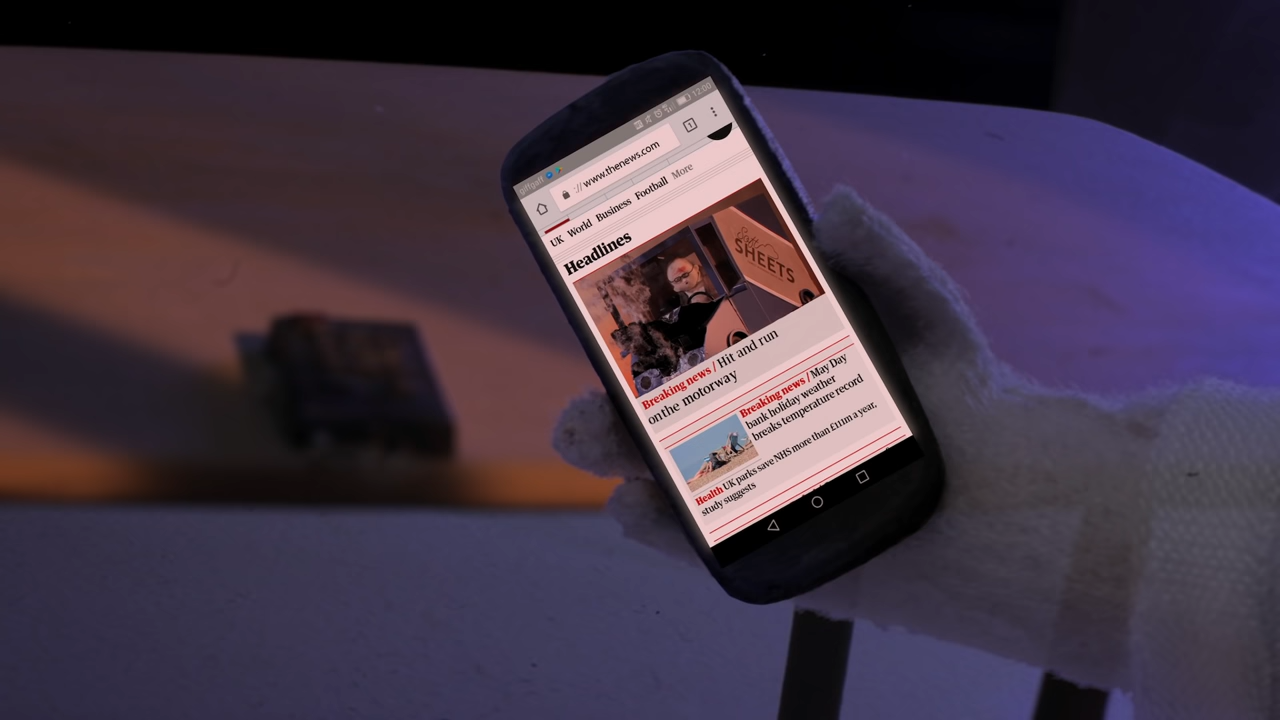 giffgaff 12:00
1
:// www.thenews.com
UK World Business Football More
Headlines
Soft
SHEETS
Breaking news / Hit and run
on the motorway
Breaking news / May Day
bank holiday weather
breaks temperature record
Health UK parks save NHS more than £111m a year,
study suggests